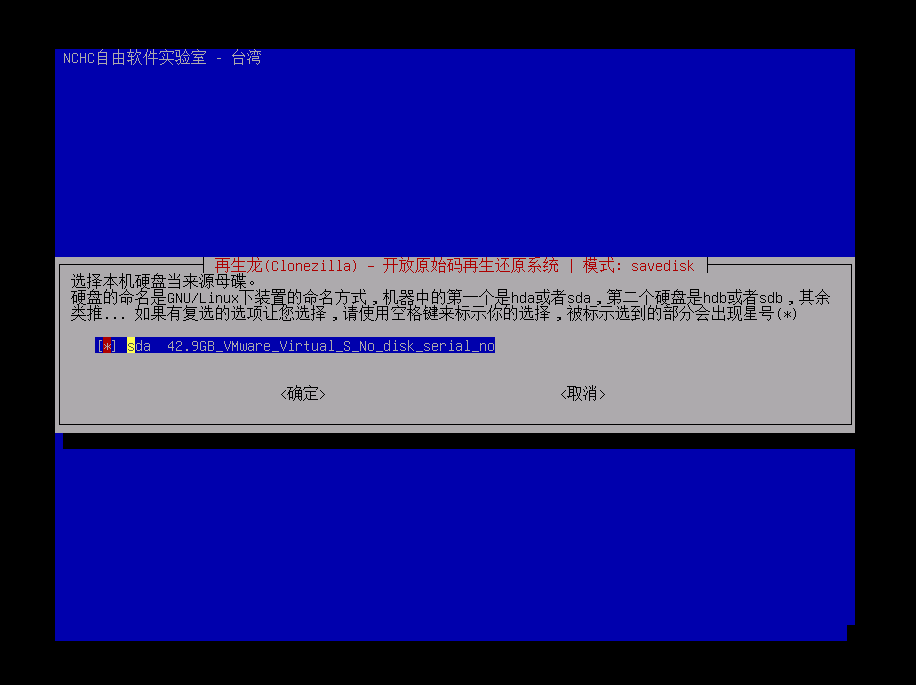 NCHC自由软件实验室 - 台湾
再生龙(Clonezilla) - 开放原始码再生还原系统 | 模式: savedisk
选择本机硬盘当来源母碟。
硬盘的命名是GNU/Linux下装置的命名方式,机器中的第一个是hda或者sda,第二个硬盘是hdb或者sdb,其余
类推... 如果有复选的选项让您选择,请使用空格键来标示你的选择,被标示选到的部分会出现星号(*)
[*] sda 42.9GB_VMware_Virtual_S_No_disk_serial_no
<确定> <取消>